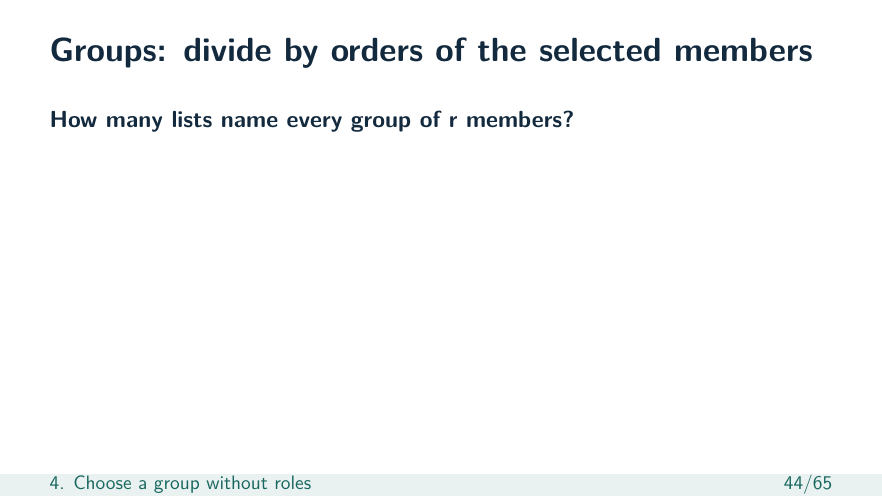 Groups: divide by orders of the selected members
How many lists name every group of r members?
4. Choose a group without roles
44/65